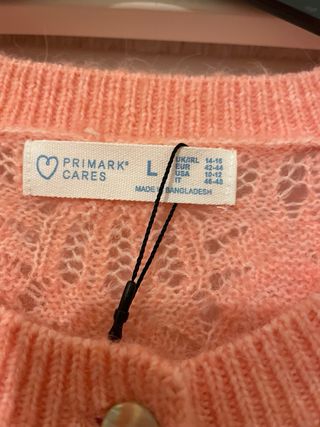 PRIMARK®
CARES
L
UK/IRL 14-16
EUR 42-44
USA 10-12
IT 46-48
MADE IN BANGLADESH